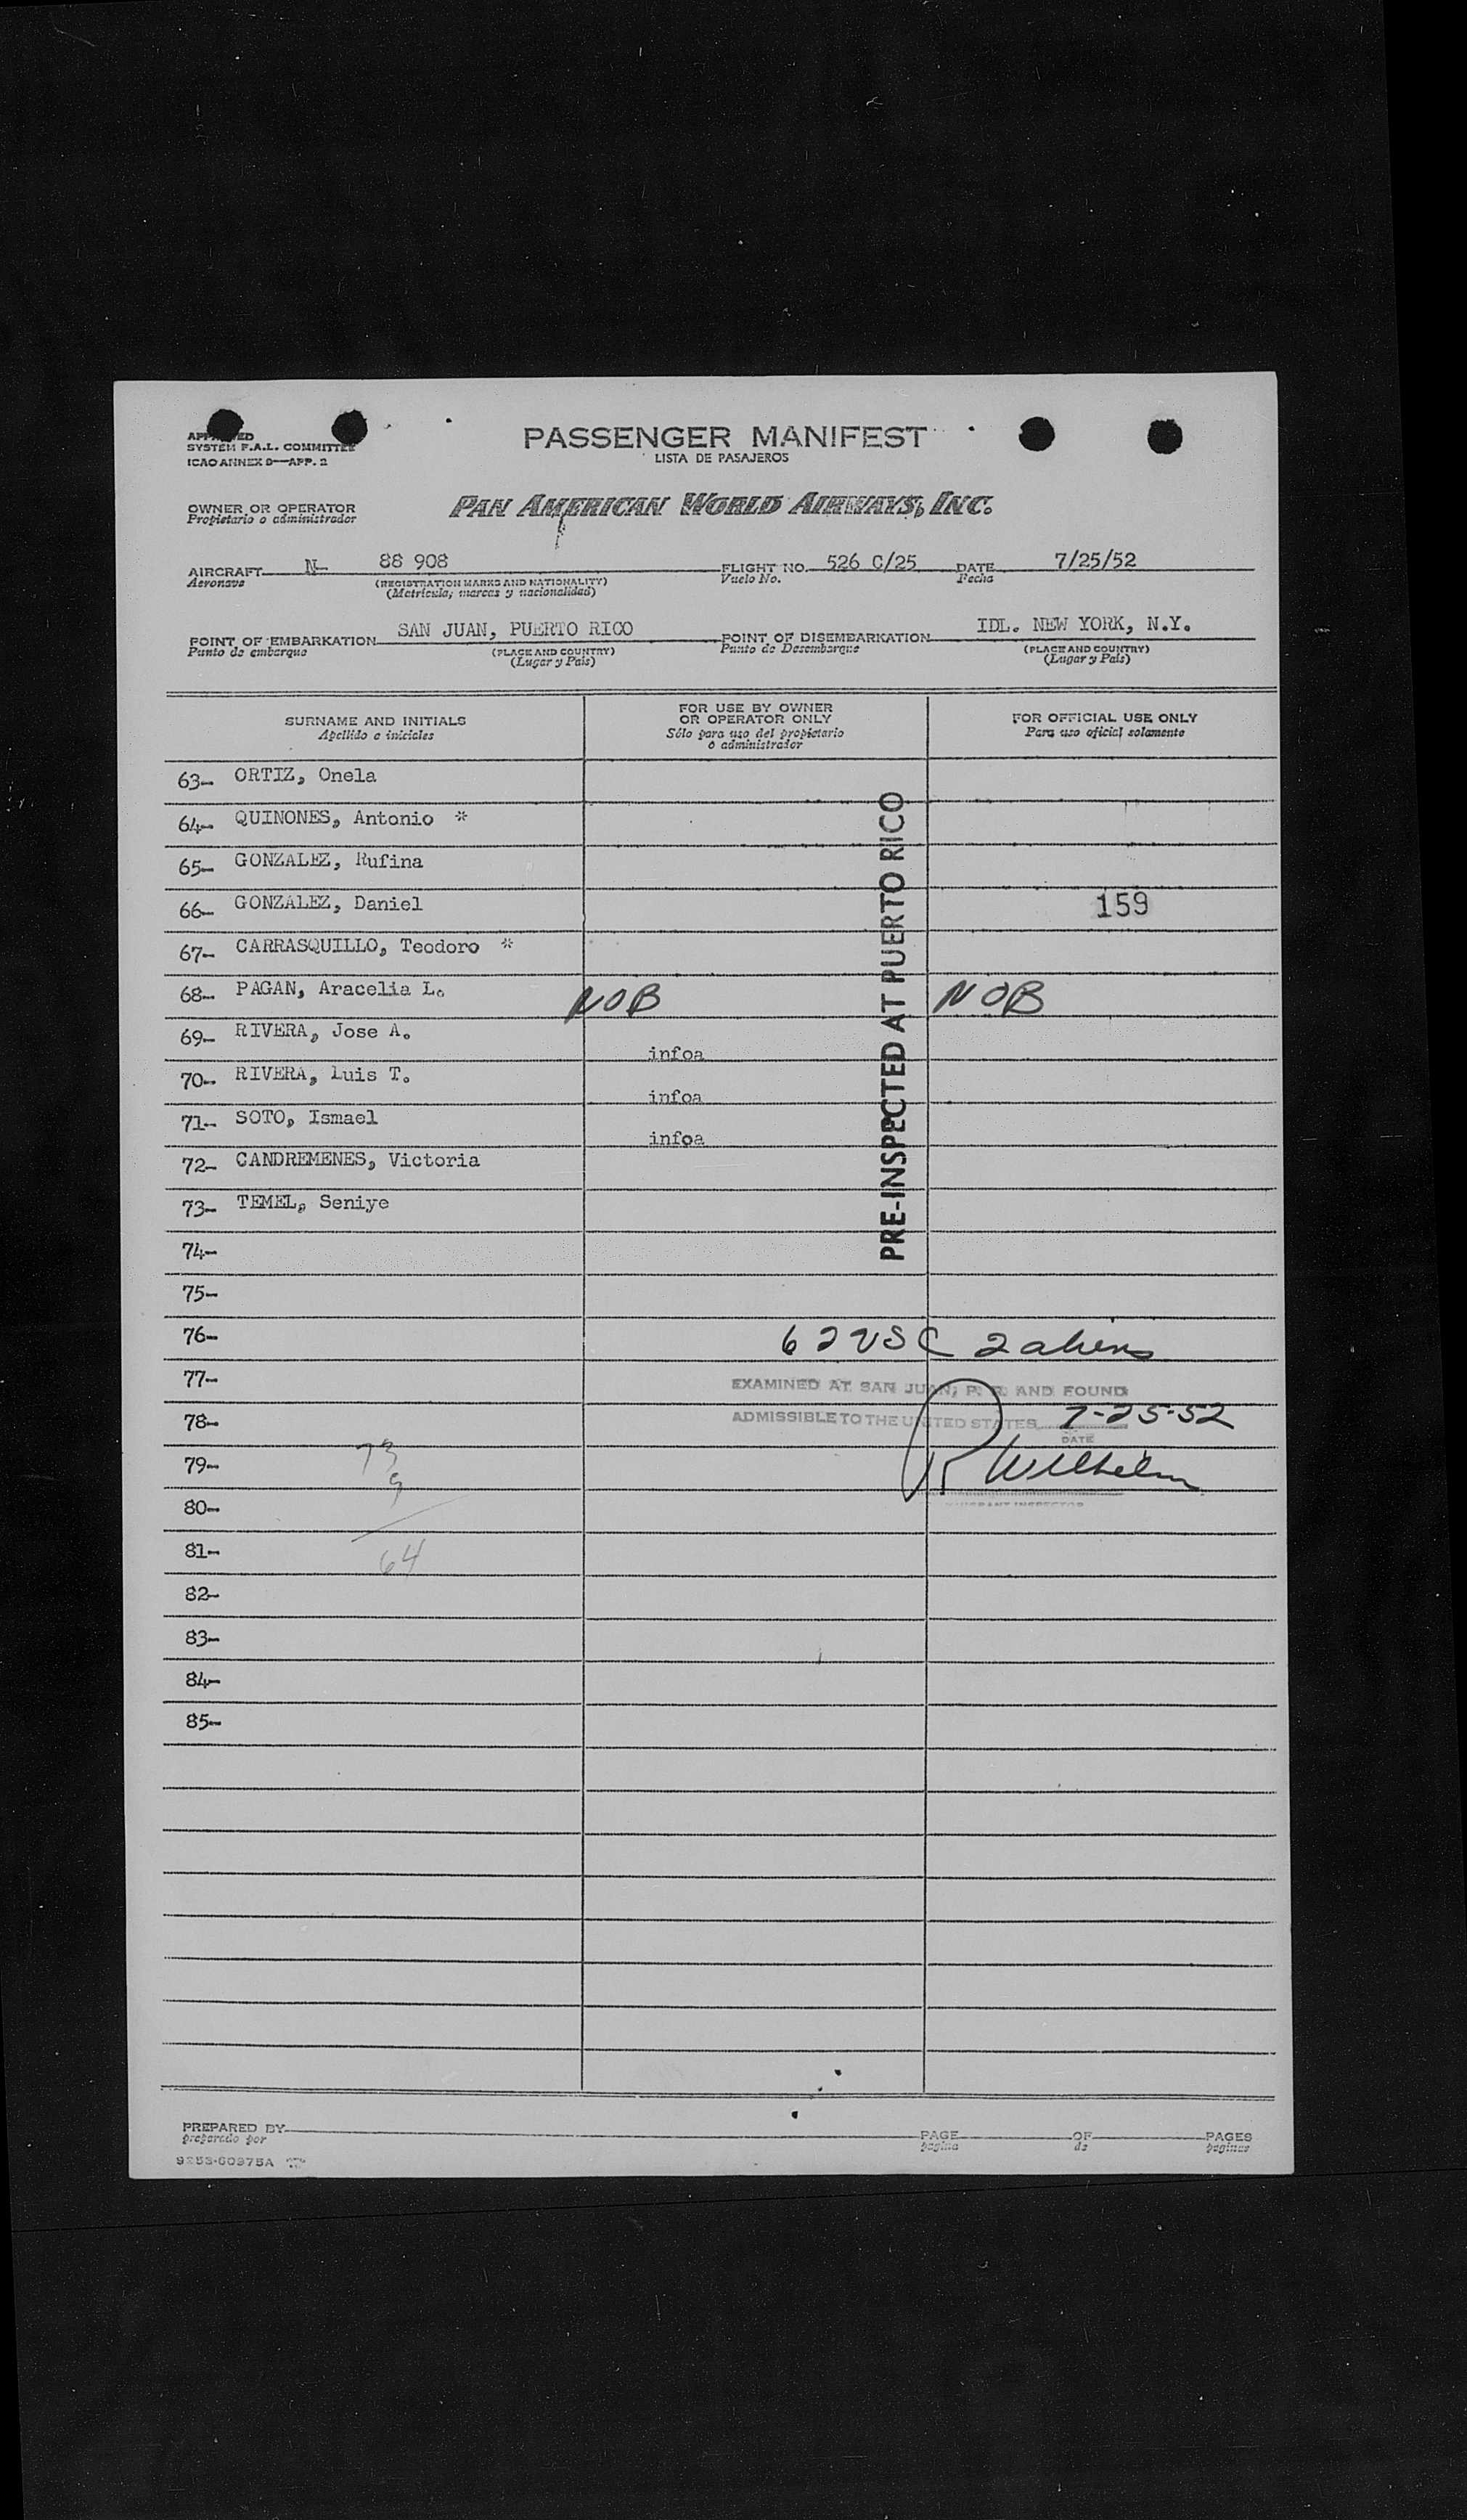 APPROVED
SYSTEM F.A.L. COMMITTEE
ICAO ANNEX 9—APP. 2
PASSENGER MANIFEST
LISTA DE PASAJEROS
OWNER OR OPERATOR
Propietario o administrador
PAN AMERICAN WORLD AIRWAYS, INC.
AIRCRAFT N- 88 908 FLIGHT NO. 526 C/25 DATE 7/25/52
Aeronave (REGISTRATION MARKS AND NATIONALITY) Vuelo No. Fecha
(Matrícula, marcas y nacionalidad)
POINT OF EMBARKATION SAN JUAN, PUERTO RICO POINT OF DISEMBARKATION IDL. NEW YORK, N.Y.
Punto de embarque (PLACE AND COUNTRY) Punto de Desembarque (PLACE AND COUNTRY)
(Lugar y País) (Lugar y País)
SURNAME AND INITIALS
Apellido e iniciales
FOR USE BY OWNER
OR OPERATOR ONLY
Sólo para uso del propietario
o administrador
FOR OFFICIAL USE ONLY
Para uso oficial solamente
63- ORTIZ, Onela
64- QUINONES, Antonio *
65- GONZALEZ, Rufina
66- GONZALEZ, Daniel 159
67- CARRASQUILLO, Teodoro *
68- PAGAN, Aracelia L. NOB NOB
69- RIVERA, Jose A. infoa
70- RIVERA, Luis T. infoa
71- SOTO, Ismael infoa
72- CANDREMENES, Victoria
73- TEMEL, Seniye
PRE-INSPECTED AT PUERTO RICO
74-
75-
76- 62 USC 2 aliens
77- EXAMINED AT SAN JUAN, P. R. AND FOUND
78- ADMISSIBLE TO THE UNITED STATES 7-25-52
DATE
79- 73 R Wilhelm
9
80- IMMIGRANT INSPECTOR
81- 64
82-
83-
84-
85-
PREPARED BY PAGE OF PAGES
preparado por página de páginas
9253-60975A